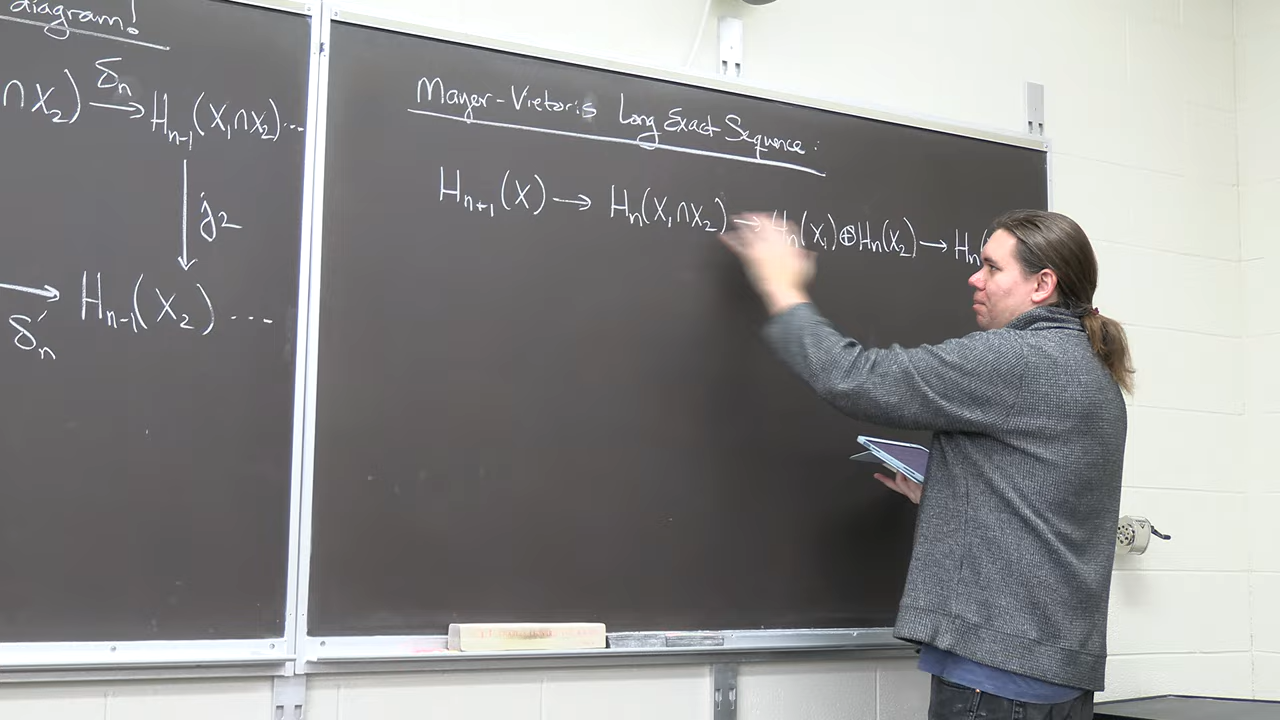 diagram!
∩ X₂) →δₙ Hₙ₋₁(X₁∩X₂)...
j₂
→δ'ₙ Hₙ₋₁(X₂)...
Mayer-Vietoris Long Exact Sequence:
Hₙ₊₁(X) → Hₙ(X₁∩X₂) → Hₙ(X₁)⊕Hₙ(X₂) → Hₙ(